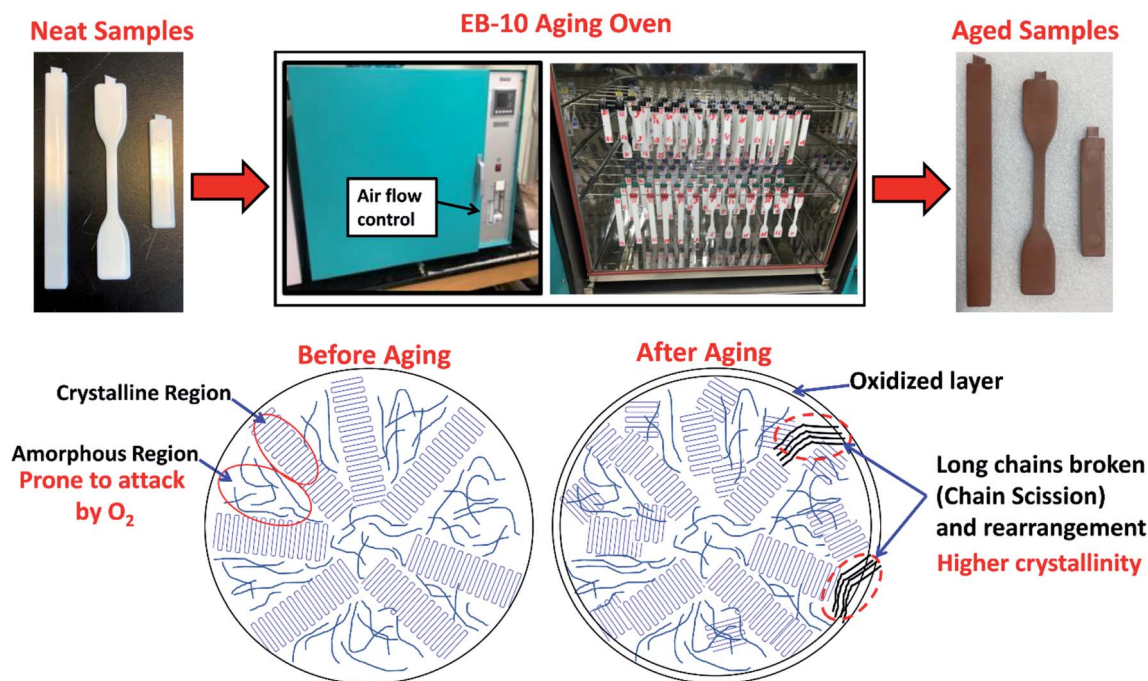 Neat Samples
EB-10 Aging Oven
Aged Samples
Air flow
control
Before Aging
After Aging
Crystalline Region
Amorphous Region
Prone to attack
by O₂
Oxidized layer
Long chains broken
(Chain Scission)
and rearrangement
Higher crystallinity